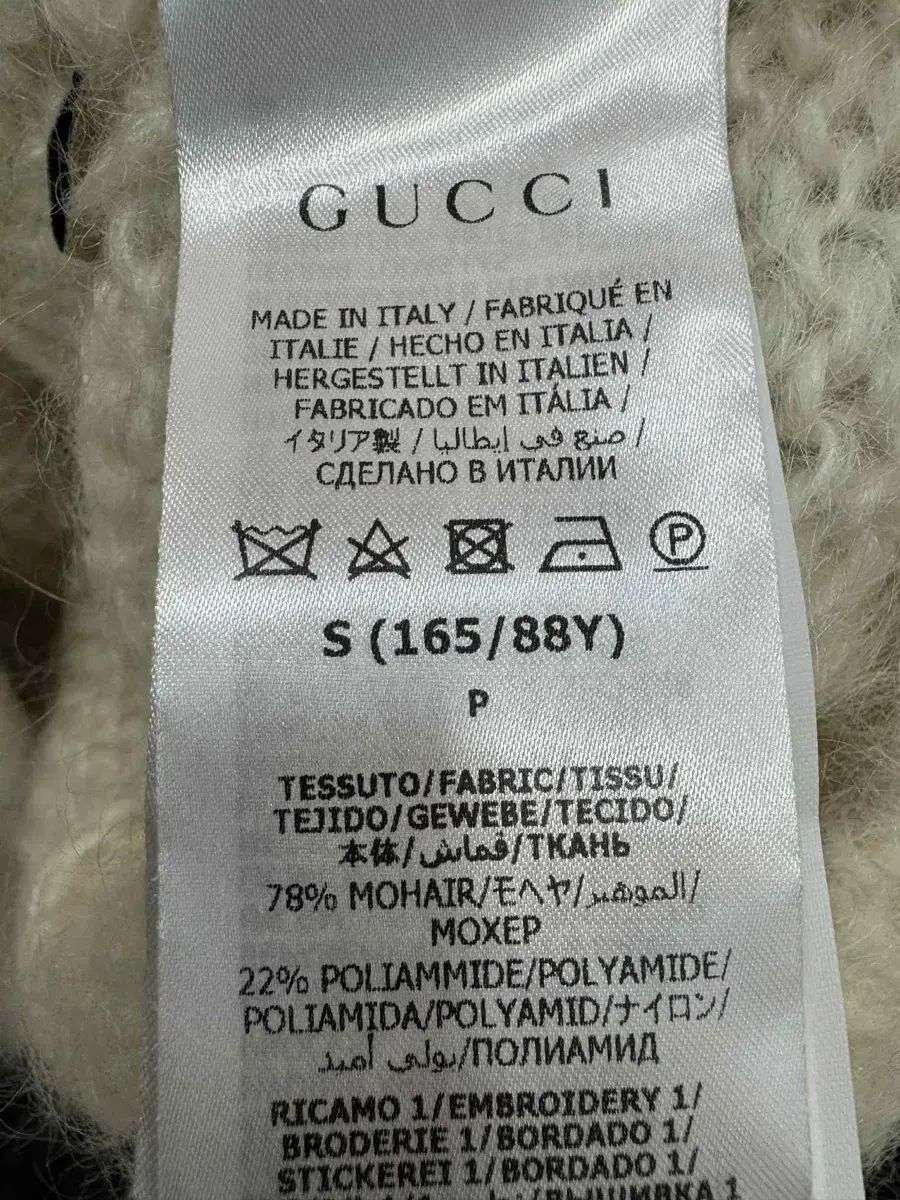 GUCCI
MADE IN ITALY / FABRIQUÉ EN
ITALIE / HECHO EN ITALIA /
HERGESTELLT IN ITALIEN /
FABRICADO EM ITÁLIA /
イタリア製 / صنع في إيطاليا /
СДЕЛАНО В ИТАЛИИ
P
S (165/88Y)
P
TESSUTO/FABRIC/TISSU/
TEJIDO/GEWEBE/TECIDO/
本体/قماش/ТКАНЬ
78% MOHAIR/モヘヤ/الموهير/
МОХЕР
22% POLIAMMIDE/POLYAMIDE/
POLIAMIDA/POLYAMID/ナイロン/
بولي أميد/ПОЛИАМИД
RICAMO 1/EMBROIDERY 1/
BRODERIE 1/BORDADO 1/
STICKEREI 1/BORDADO 1/
ВЫШИВКА 1